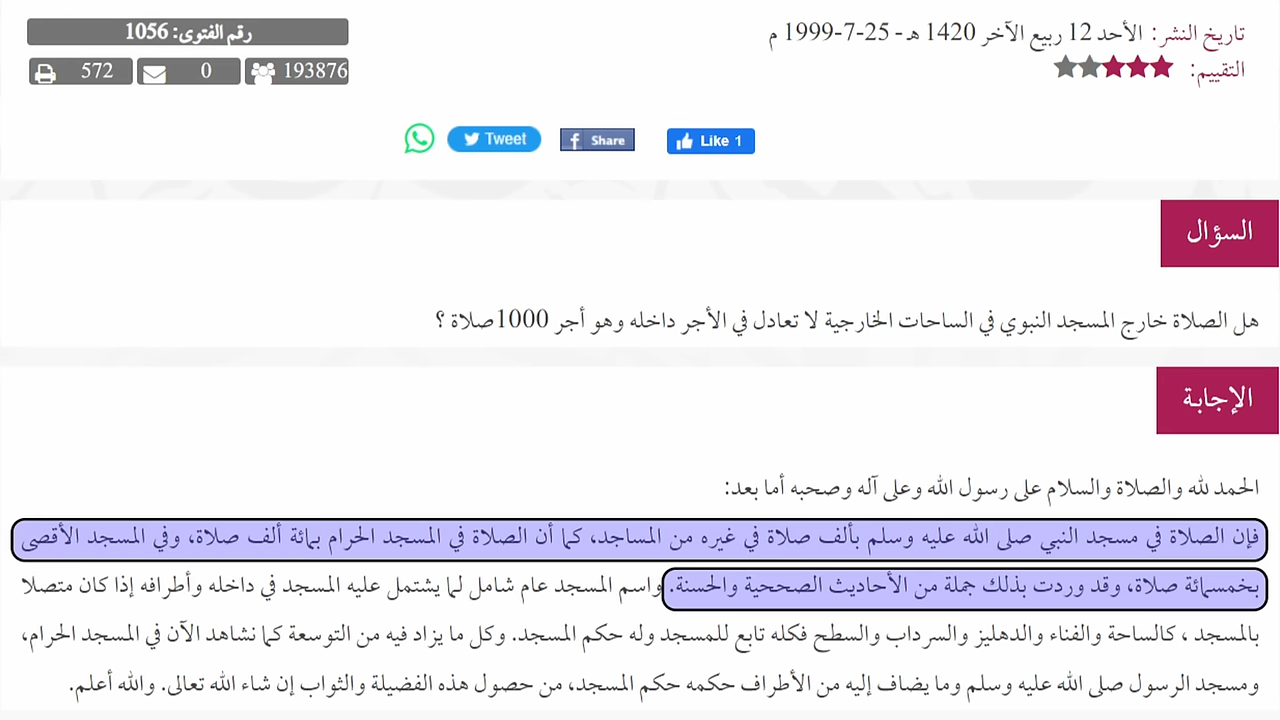 تاريخ النشر: الأحد 12 ربيع الآخر 1420 هـ - 25-7-1999 م
رقم الفتوى: 1056
التقييم:
572
0
193876
Tweet
Share
Like 1
السؤال
هل الصلاة خارج المسجد النبوي في الساحات الخارجية لا تعادل في الأجر داخله وهو أجر 1000صلاة ؟
الإجابة
الحمد لله والصلاة والسلام على رسول الله وعلى آله وصحبه أما بعد:
فإن الصلاة في مسجد النبي صلى الله عليه وسلم بألف صلاة في غيره من المساجد، كما أن الصلاة في المسجد الحرام بمائة ألف صلاة، وفي المسجد الأقصى
بخمسمائة صلاة، وقد وردت بذلك جملة من الأحاديث الصححية والحسنة. واسم المسجد عام شامل لما يشتمل عليه المسجد في داخله وأطرافه إذا كان متصلا
بالمسجد ، كالساحة والفناء والدهليز والسرداب والسطح فكله تابع للمسجد وله حكم المسجد. وكل ما يزاد فيه من التوسعة كما نشاهد الآن في المسجد الحرام،
ومسجد الرسول صلى الله عليه وسلم وما يضاف إليه من الأطراف حكمه حكم المسجد، من حصول هذه الفضيلة والثواب إن شاء الله تعالى. والله أعلم.